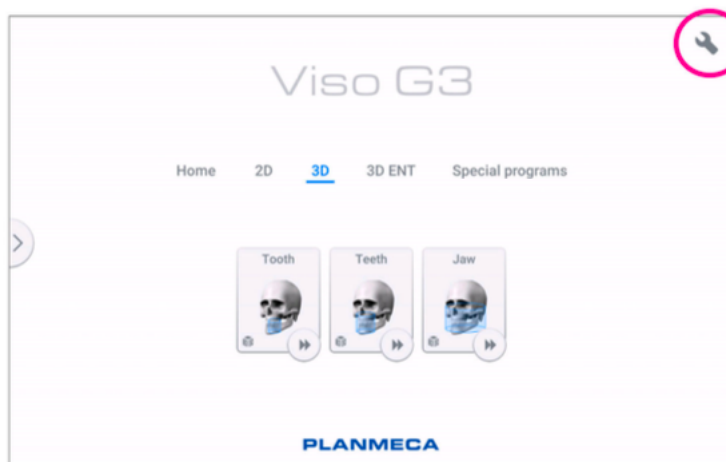 Viso G3
Home 2D 3D 3D ENT Special programs
Tooth Teeth Jaw
PLANMECA